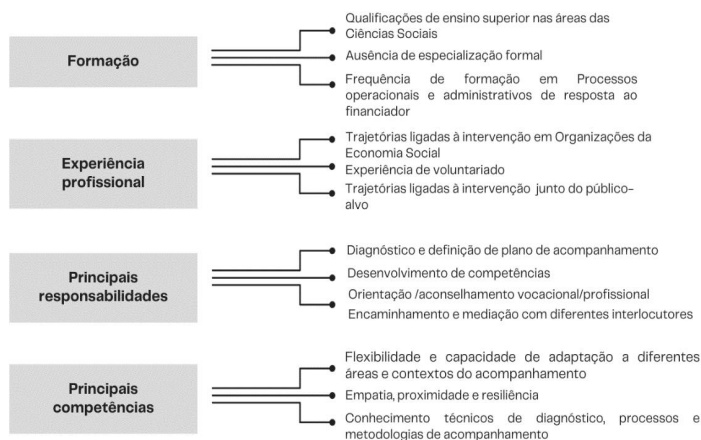 Formação
Qualificações de ensino superior nas áreas das
Ciências Sociais
Ausência de especialização formal
Frequência de formação em Processos
operacionais e administrativos de resposta ao
financiador
Experiência
profissional
Trajetórias ligadas à intervenção em Organizações da
Economia Social
Experiência de voluntariado
Trajetórias ligadas à intervenção junto do público-
alvo
Principais
responsabilidades
Diagnóstico e definição de plano de acompanhamento
Desenvolvimento de competências
Orientação /aconselhamento vocacional/profissional
Encaminhamento e mediação com diferentes interlocutores
Principais
competências
Flexibilidade e capacidade de adaptação a diferentes
áreas e contextos do acompanhamento
Empatia, proximidade e resiliência
Conhecimento técnicos de diagnóstico, processos e
metodologias de acompanhamento